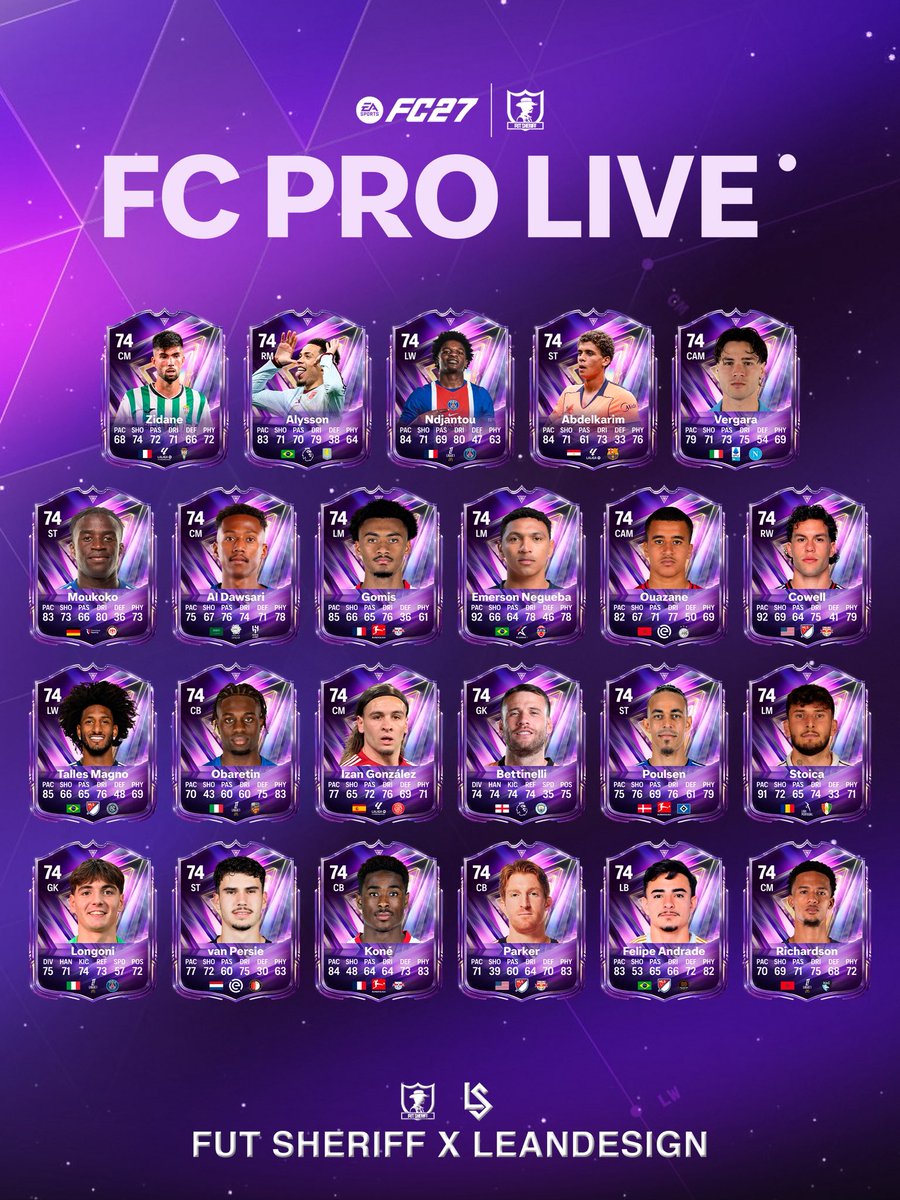 EA SPORTS FC27 FUT SHERIFF
FC PRO LIVE
74 CM Zidane
PAC SHO PAS DRI DEF PHY
68 74 72 71 66 72
74 RM Alysson
PAC SHO PAS DRI DEF PHY
83 71 70 79 38 64
74 LW Ndjantou
PAC SHO PAS DRI DEF PHY
84 71 69 80 47 63
74 ST Abdelkarim
PAC SHO PAS DRI DEF PHY
84 71 61 73 33 76
74 CAM Vergara
PAC SHO PAS DRI DEF PHY
79 71 73 75 54 69
74 ST Moukoko
PAC SHO PAS DRI DEF PHY
83 73 66 80 36 73
74 CM Al Dawsari
PAC SHO PAS DRI DEF PHY
75 67 76 74 71 78
74 LM Gomis
PAC SHO PAS DRI DEF PHY
85 66 65 76 36 61
74 LM Emerson Negueba
PAC SHO PAS DRI DEF PHY
92 66 68 76 46 78
74 CAM Ouazane
PAC SHO PAS DRI DEF PHY
82 67 71 77 50 69
74 RW Cowell
PAC SHO PAS DRI DEF PHY
92 69 64 75 41 79
74 LW Talles Magno
PAC SHO PAS DRI DEF PHY
85 66 65 76 48 69
74 CB Obaretin
PAC SHO PAS DRI DEF PHY
70 43 60 60 75 83
74 CM Izan González
PAC SHO PAS DRI DEF PHY
77 65 72 76 69 71
74 GK Bettinelli
DIV HAN KIC REF SPD POS
74 74 74 74 35 75
74 ST Poulsen
PAC SHO PAS DRI DEF PHY
75 76 69 76 61 79
74 LM Stoica
PAC SHO PAS DRI DEF PHY
91 72 65 74 33 71
74 GK Longoni
DIV HAN KIC REF SPD POS
75 71 74 73 57 72
74 ST van Persie
PAC SHO PAS DRI DEF PHY
77 72 60 75 30 63
74 CB Koné
PAC SHO PAS DRI DEF PHY
84 48 64 64 73 83
74 CB Parker
PAC SHO PAS DRI DEF PHY
71 39 60 64 70 83
74 LB Felipe Andrade
PAC SHO PAS DRI DEF PHY
83 53 65 66 72 82
74 CM Richardson
PAC SHO PAS DRI DEF PHY
70 69 71 75 68 72
FUT SHERIFF LS
FUT SHERIFF X LEANDESIGN
CM
LW